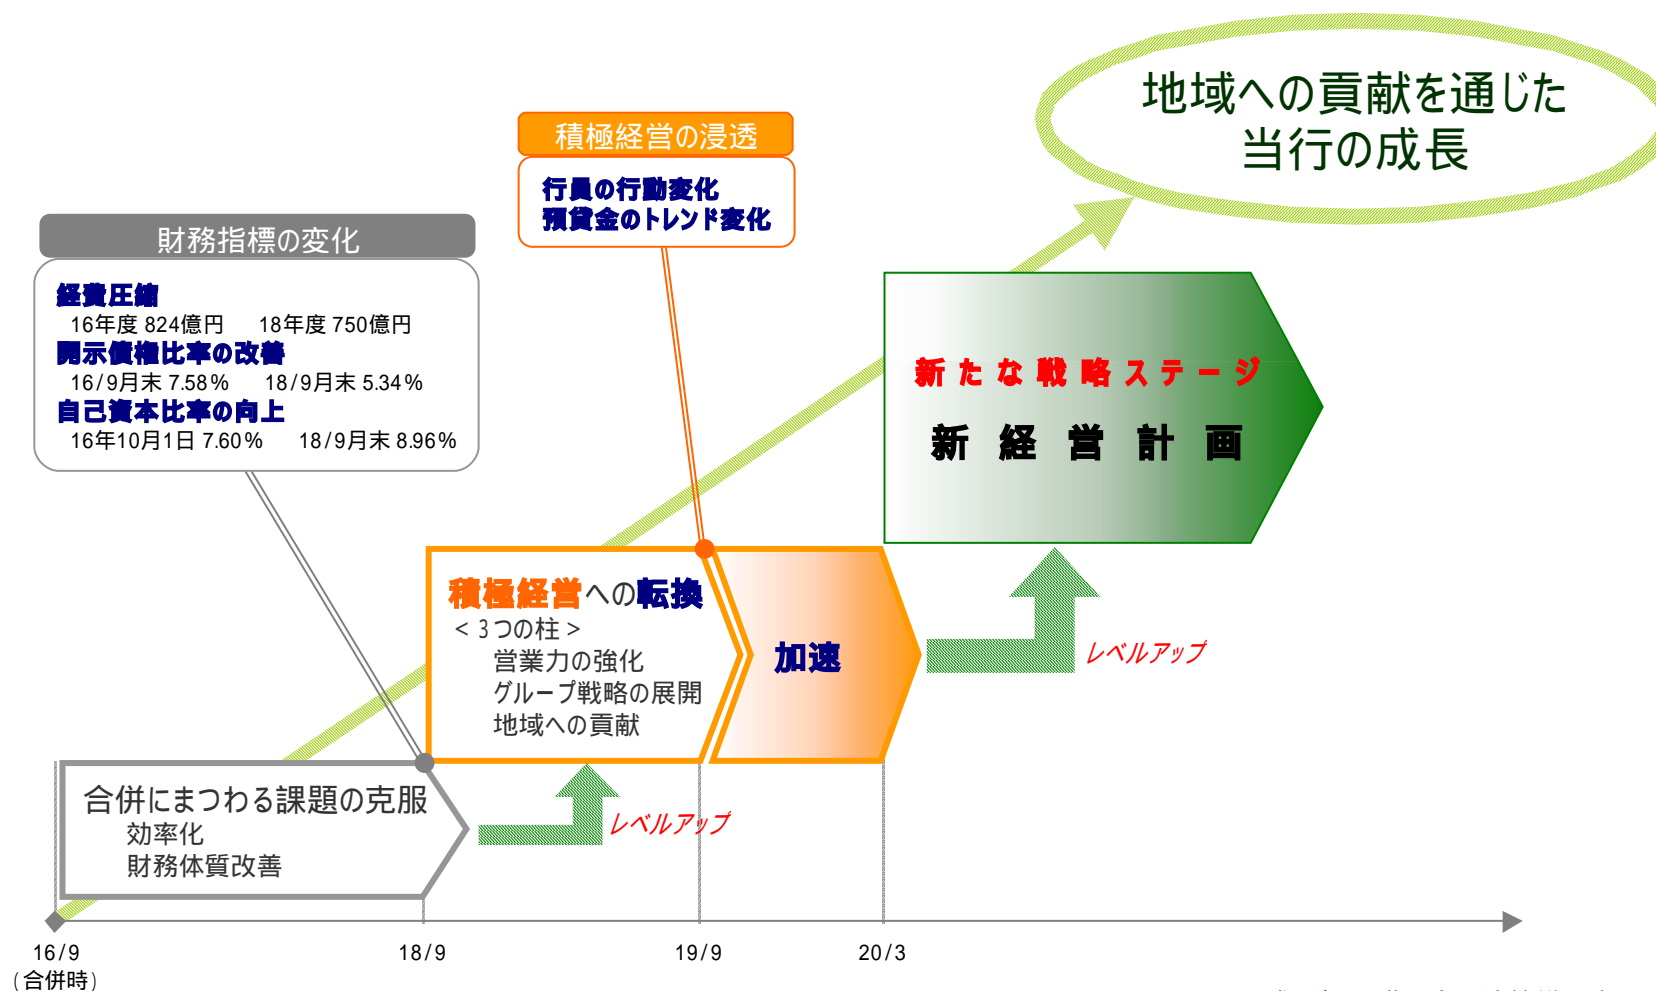 地域への貢献を通じた
当行の成長
積極経営の浸透
行員の行動変化
預貸金のトレンド変化
財務指標の変化
経費圧縮
16年度 824億円　18年度 750億円
開示債権比率の改善
16/9月末 7.58%　18/9月末 5.34%
自己資本比率の向上
16年10月1日 7.60%　18/9月末 8.96%
新たな戦略ステージ
新経営計画
積極経営への転換
<3つの柱>
営業力の強化
グループ戦略の展開
地域への貢献
加速
レベルアップ
合併にまつわる課題の克服
効率化
財務体質改善
レベルアップ
16/9
(合併時)
18/9
19/9
20/3